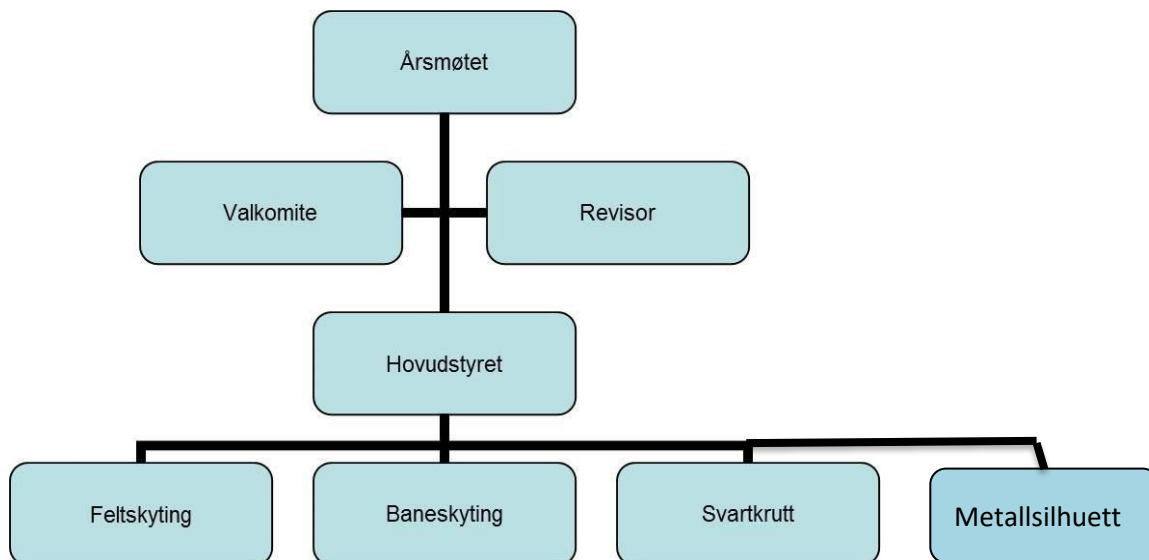 Årsmøtet
Valkomite
Revisor
Hovudstyret
Feltskyting
Baneskyting
Svartkrutt
Metallsilhuett